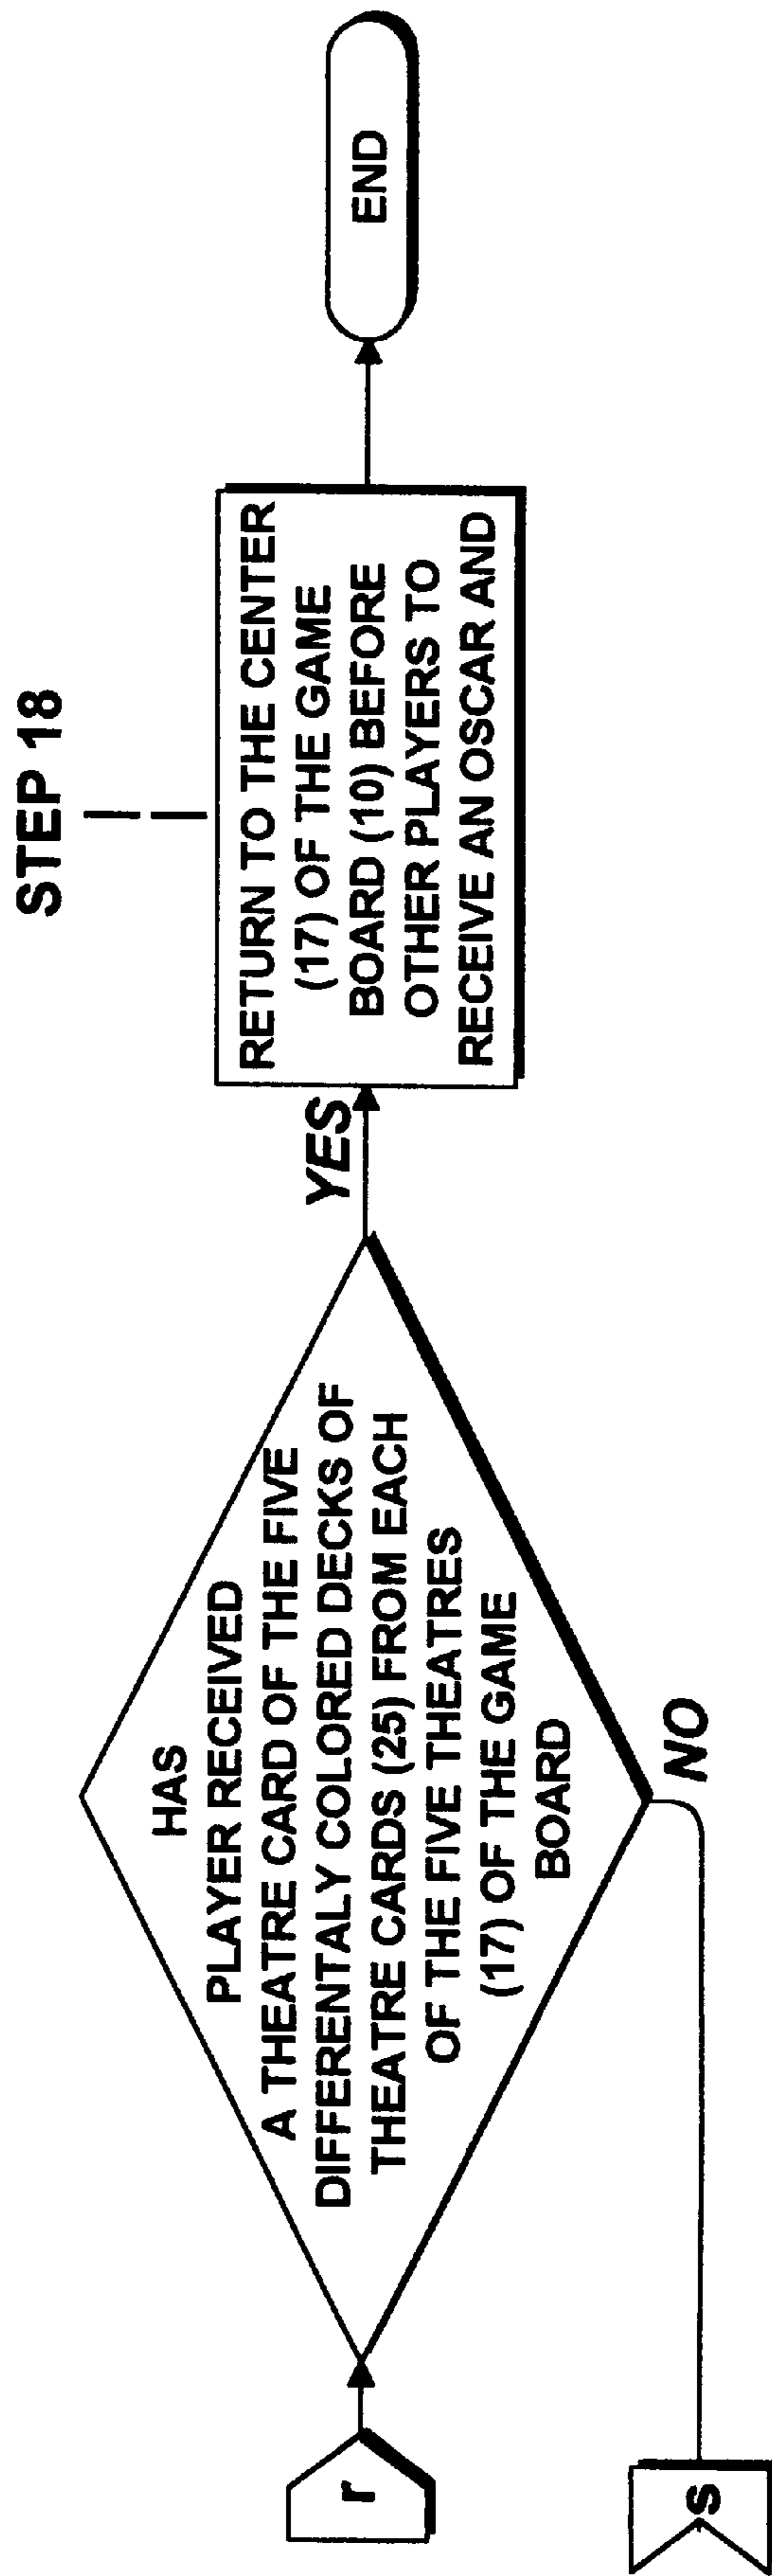 STEP 18
r
HAS
PLAYER RECEIVED
A THEATRE CARD OF THE FIVE
DIFFERENTALY COLORED DECKS OF
THEATRE CARDS (25) FROM EACH
OF THE FIVE THEATRES
(17) OF THE GAME
BOARD
YES
RETURN TO THE CENTER
(17) OF THE GAME
BOARD (10) BEFORE
OTHER PLAYERS TO
RECEIVE AN OSCAR AND
END
NO
s